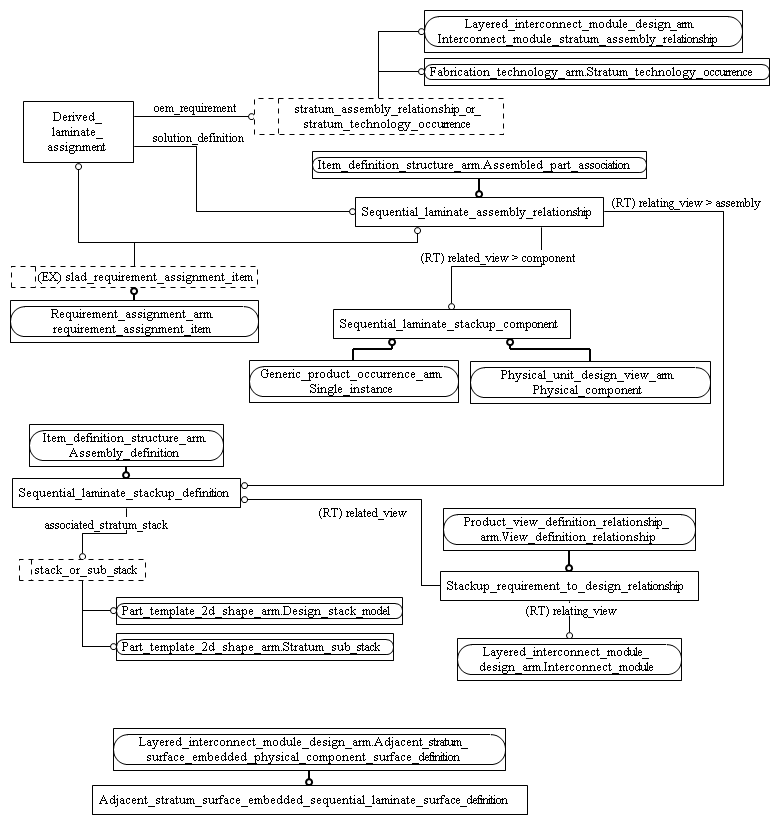 Layered_interconnect_module_design_arm.
Interconnect_module_stratum_assembly_relationship
Fabrication_technology_arm.Stratum_technology_occurrence
Derived_
laminate_
assignment
oem_requirement
stratum_assembly_relationship_or_
stratum_technology_occurrence
solution_definition
Item_definition_structure_arm.Assembled_part_association
Sequential_laminate_assembly_relationship
(RT) relating_view > assembly
(RT) related_view > component
(EX) slad_requirement_assignment_item
Requirement_assignment_arm.
requirement_assignment_item
Sequential_laminate_stackup_component
Generic_product_occurrence_arm.
Single_instance
Physical_unit_design_view_arm.
Physical_component
Item_definition_structure_arm.
Assembly_definition
Sequential_laminate_stackup_definition
associated_stratum_stack
(RT) related_view
Product_view_definition_relationship_
arm.View_definition_relationship
stack_or_sub_stack
Stackup_requirement_to_design_relationship
Part_template_2d_shape_arm.Design_stack_model
(RT) relating_view
Part_template_2d_shape_arm.Stratum_sub_stack
Layered_interconnect_module_
design_arm.Interconnect_module
Layered_interconnect_module_design_arm.Adjacent_stratum_
surface_embedded_physical_component_surface_definition
Adjacent_stratum_surface_embedded_sequential_laminate_surface_definition